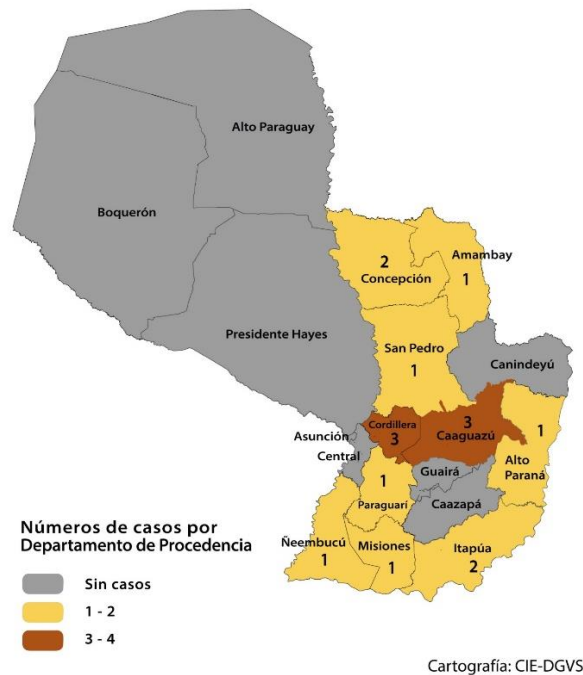 Alto Paraguay
Boquerón
Presidente Hayes
2
Concepción
Amambay
1
San Pedro
1
Canindeyú
Cordillera
3
3
Caaguazú
1
Alto
Paraná
Asunción
Central
Guairá
Caazapá
1
Paraguarí
Ñeembucú
1
Misiones
1
Itapúa
2
Números de casos por
Departamento de Procedencia
Sin casos
1 - 2
3 - 4
Cartografía: CIE-DGVS